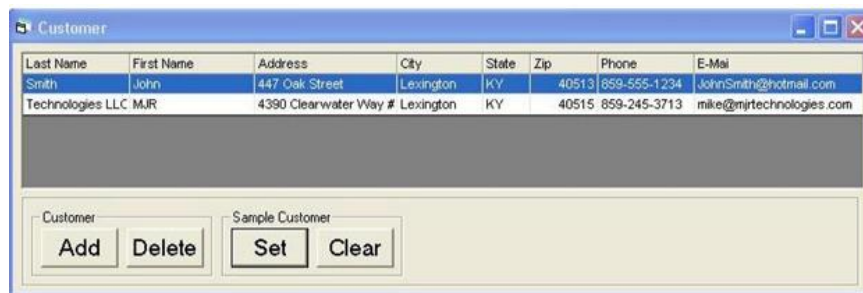 Customer
Last Name First Name Address City State Zip Phone E-Mai
Smith John 447 Oak Street Lexington KY 40513 859-555-1234 JohnSmith@hotmail.com
Technologies LLC MJR 4390 Clearwater Way # Lexington KY 40515 859-245-3713 mike@mjrtechnologies.com
Customer Sample Customer
Add Delete Set Clear